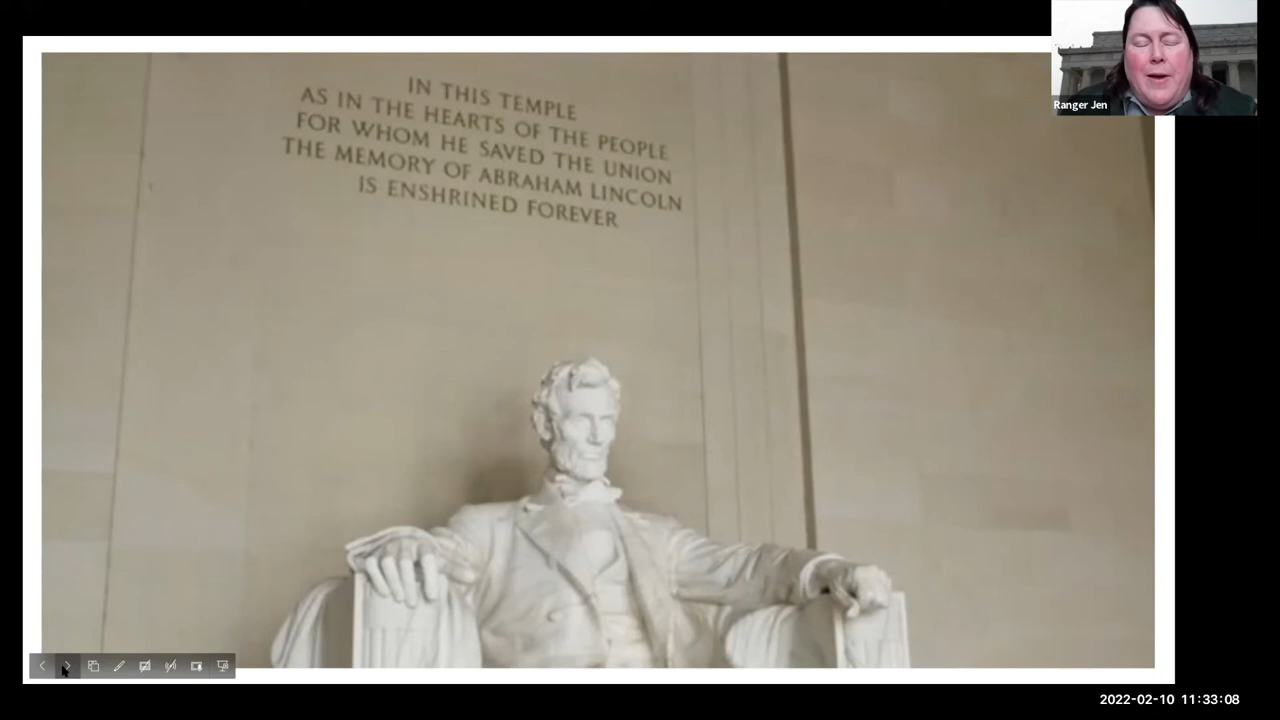 IN THIS TEMPLE
AS IN THE HEARTS OF THE PEOPLE
FOR WHOM HE SAVED THE UNION
THE MEMORY OF ABRAHAM LINCOLN
IS ENSHRINED FOREVER
Ranger Jen
2022-02-10 11:33:08